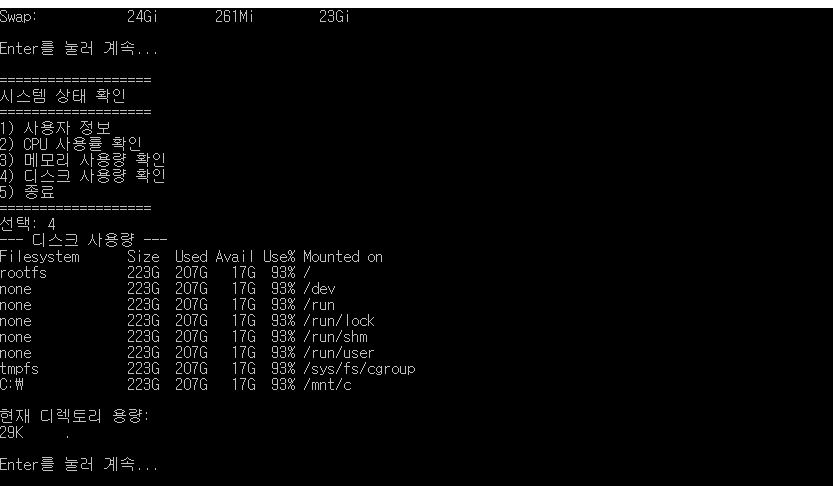 Swap:           24Gi       261Mi        23Gi
Enter를 눌러 계속...
===================
시스템 상태 확인
===================
1) 사용자 정보
2) CPU 사용률 확인
3) 메모리 사용량 확인
4) 디스크 사용량 확인
5) 종료
===================
선택: 4
--- 디스크 사용량 ---
Filesystem      Size  Used Avail Use% Mounted on
rootfs          223G  207G   17G  93% /
none            223G  207G   17G  93% /dev
none            223G  207G   17G  93% /run
none            223G  207G   17G  93% /run/lock
none            223G  207G   17G  93% /run/shm
none            223G  207G   17G  93% /run/user
tmpfs           223G  207G   17G  93% /sys/fs/cgroup
C:₩             223G  207G   17G  93% /mnt/c
현재 디렉토리 용량:
29K     .
Enter를 눌러 계속...